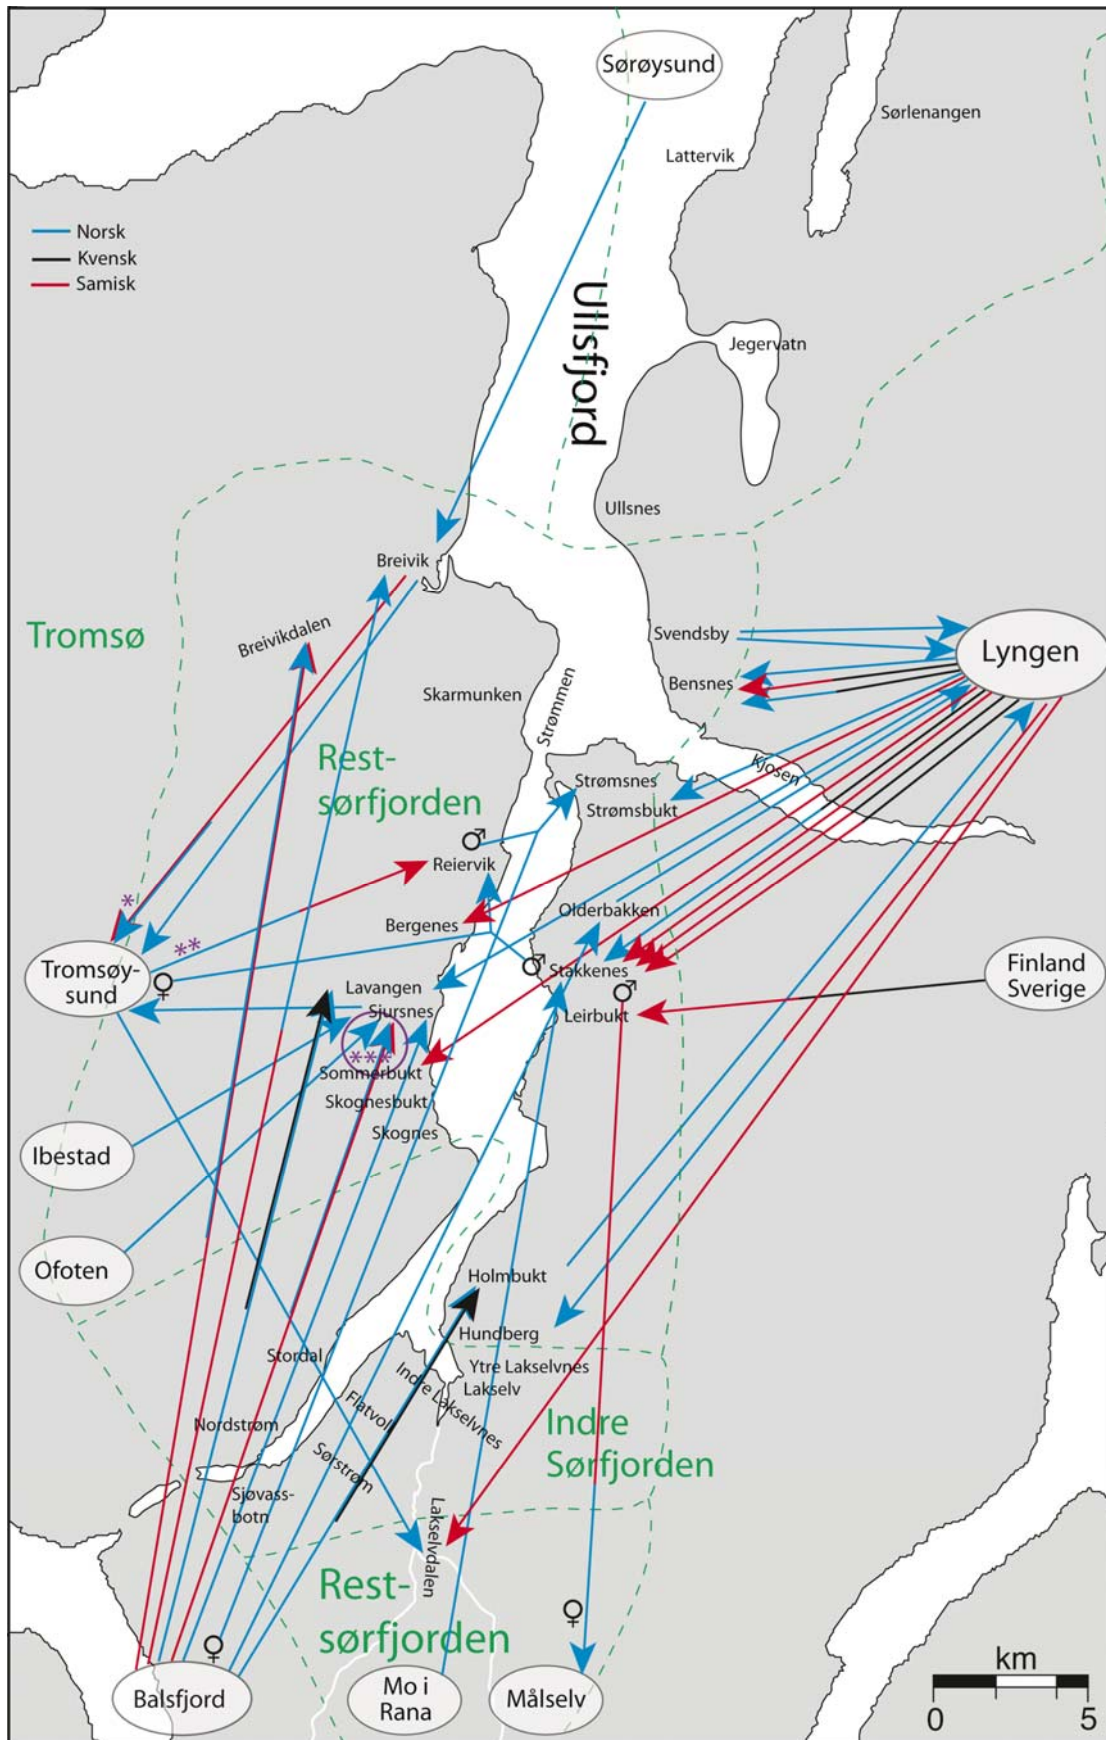 Sørøysund
Sørlenangen
Lattervik
Norsk
Kvensk
Samisk
Ullsfjord
Jegervatn
Ullsnes
Breivik
Tromsø
Breivikdalen
Svendsby
Lyngen
Bensnes
Skarmunken
Strømmen
Rest-
sørfjorden
Kjosen
Strømsnes
Strømsbukt
♂
Reiervik
*
Olderbakken
Bergenes
**
Tromsøy-
sund
♀
♂
Stakkenes
Finland
Sverige
Lavangen
♂
Sjursnes
Leirbukt
***
Sommerbukt
Skognesbukt
Skognes
Ibestad
Ofoten
Holmbukt
Hundberg
Stordal
Ytre Lakselvnes
Lakselv
Indre Lakselvnes
Flatvoll
Nordstrøm
Indre
Sørfjorden
Sørstrøm
Sjøvass-
botn
Lakselvdalen
Rest-
sørfjorden
♀
♀
km
Balsfjord
Mo i
Rana
Målselv
0 5